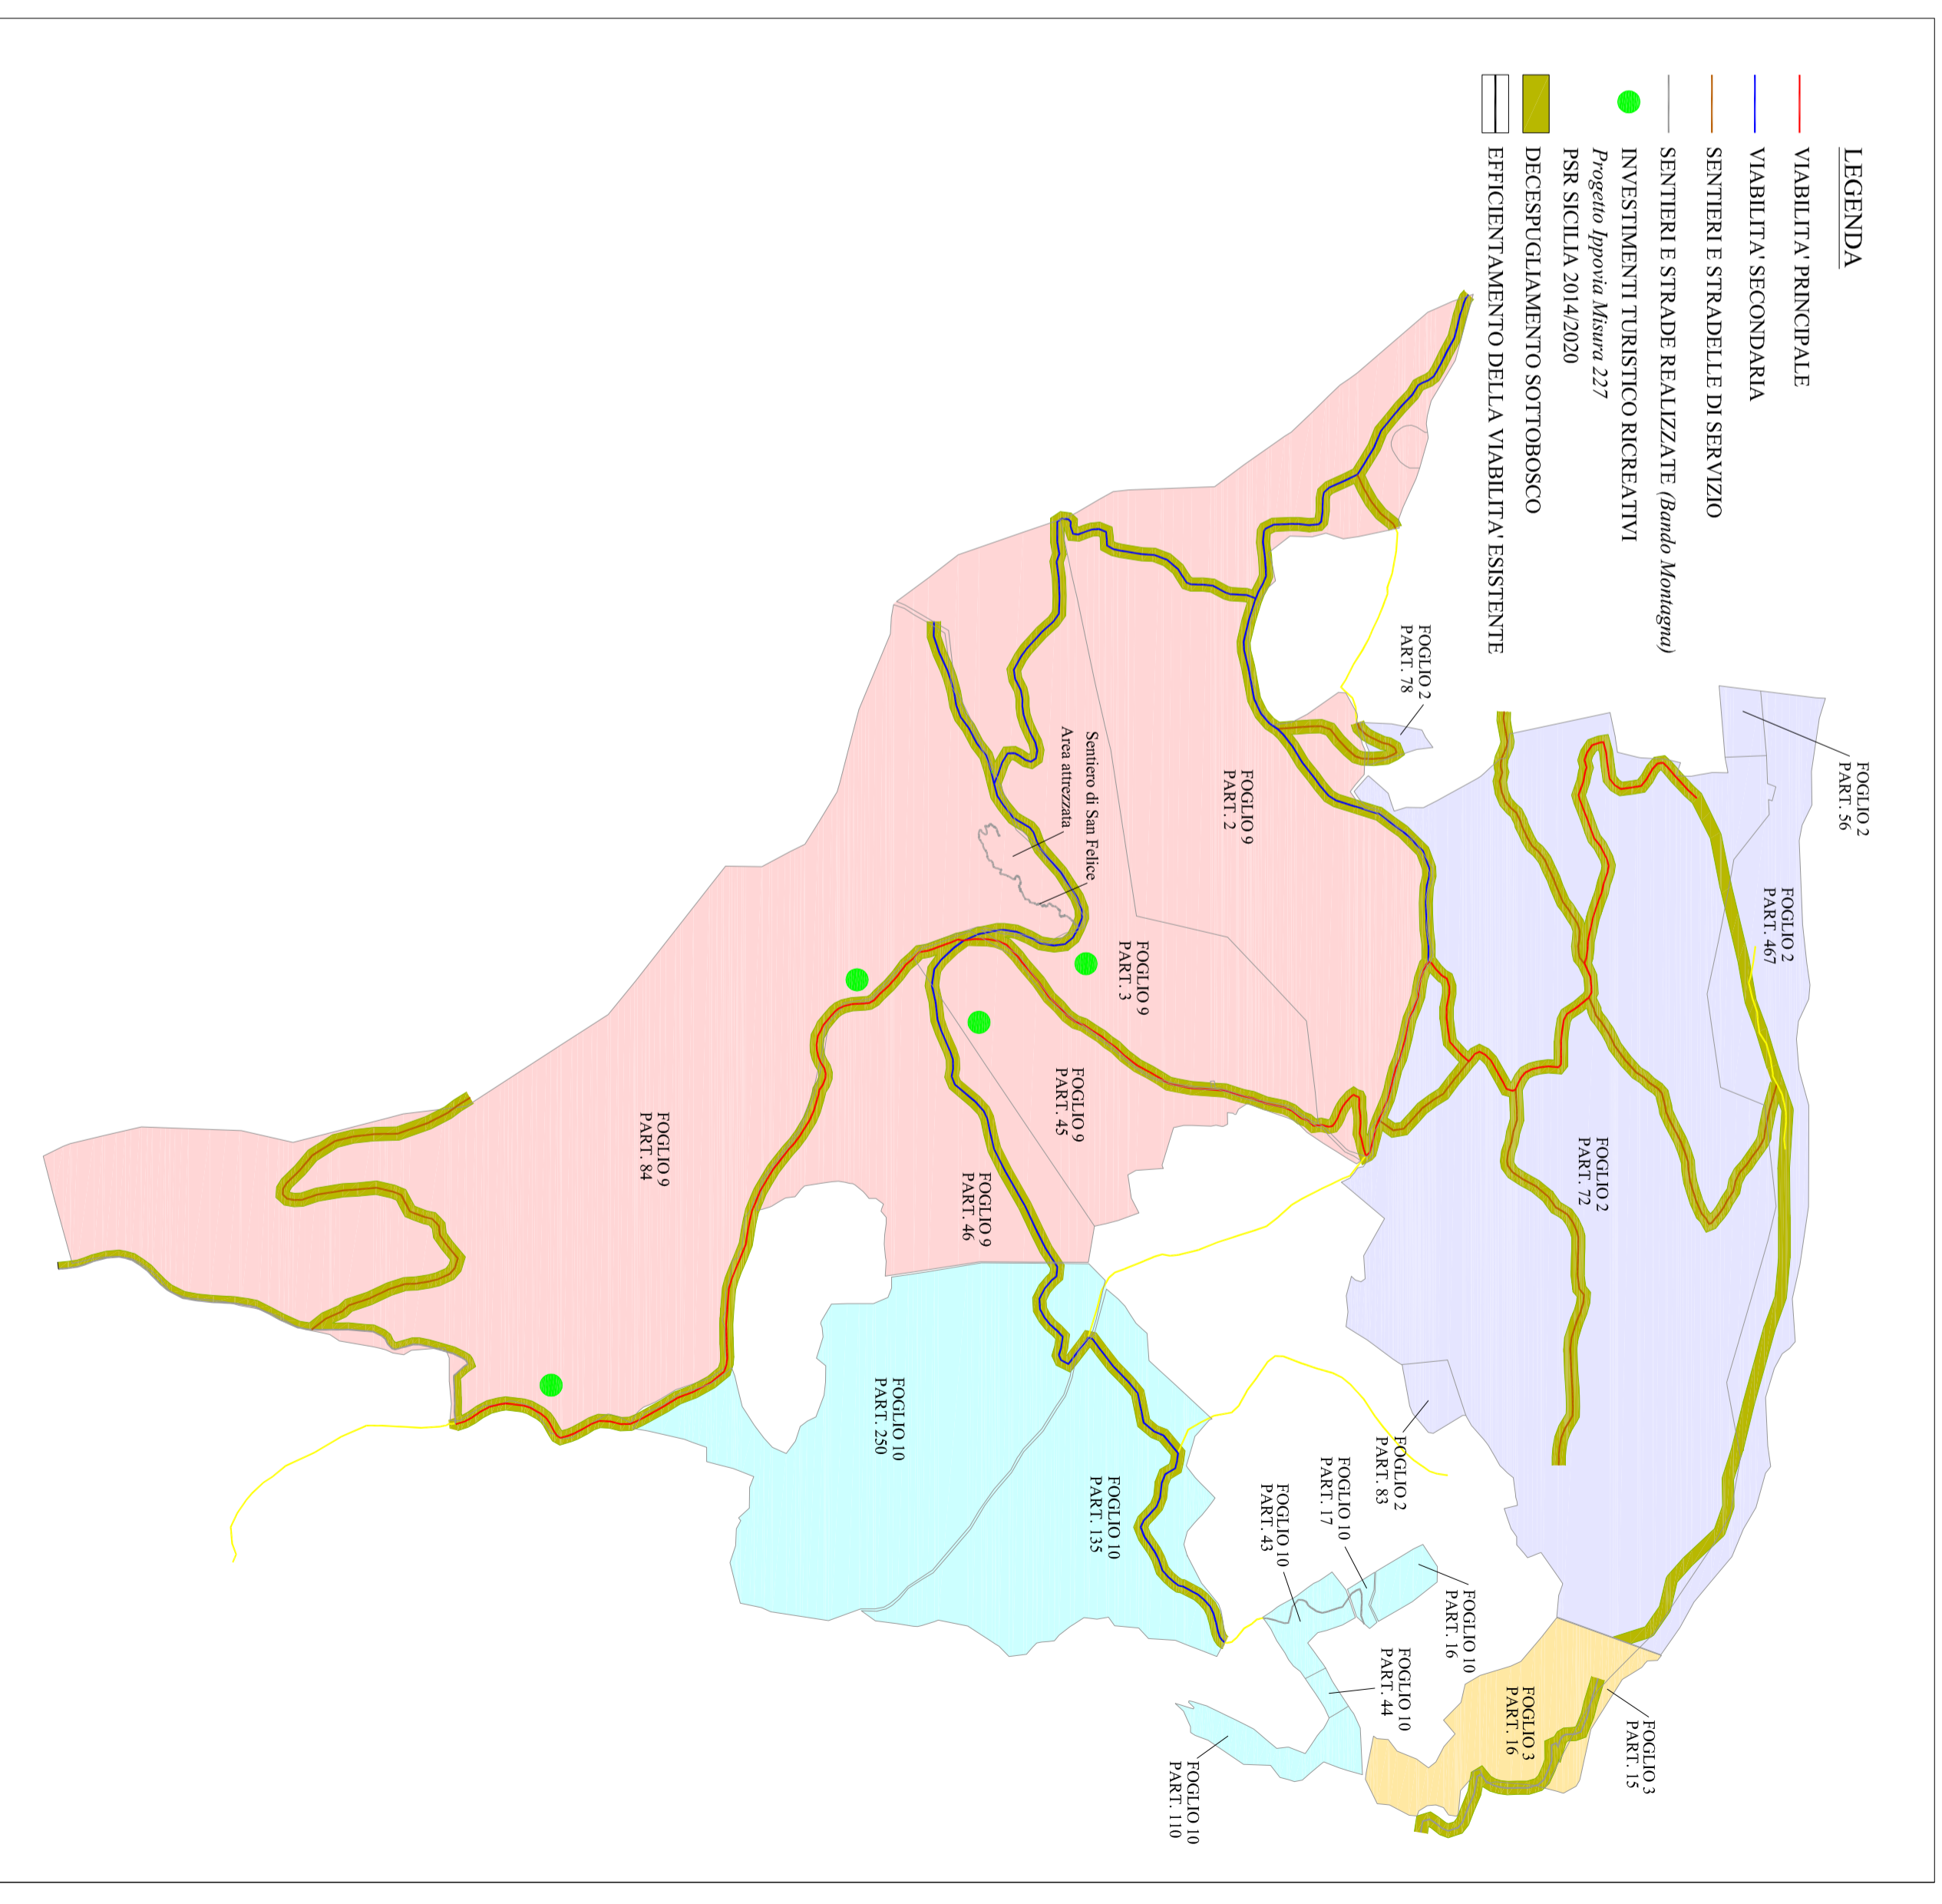 LEGENDA
VIABILITA' PRINCIPALE
VIABILITA' SECONDARIA
SENTIERI E STRADELLE DI SERVIZIO
SENTIERI E STRADE REALIZZATE (Bando Montagna)
INVESTIMENTI TURISTICO RICREATIVI
Progetto Ippovia Misura 227
PSR SICILIA 2014/2020
DECESPUGLIAMENTO SOTTOBOSCO
EFFICIENTAMENTO DELLA VIABILITA' ESISTENTE
FOGLIO 2
PART. 56
FOGLIO 2
PART. 467
FOGLIO 2
PART. 78
FOGLIO 2
PART. 72
FOGLIO 2
PART. 83
FOGLIO 3
PART. 15
FOGLIO 3
PART. 16
FOGLIO 9
PART. 2
Sentiero di San Felice
Area attrezzata
FOGLIO 9
PART. 3
FOGLIO 9
PART. 45
FOGLIO 9
PART. 46
FOGLIO 9
PART. 84
FOGLIO 10
PART. 250
FOGLIO 10
PART. 135
FOGLIO 10
PART. 17
FOGLIO 10
PART. 43
FOGLIO 10
PART. 16
FOGLIO 10
PART. 44
FOGLIO 10
PART. 110